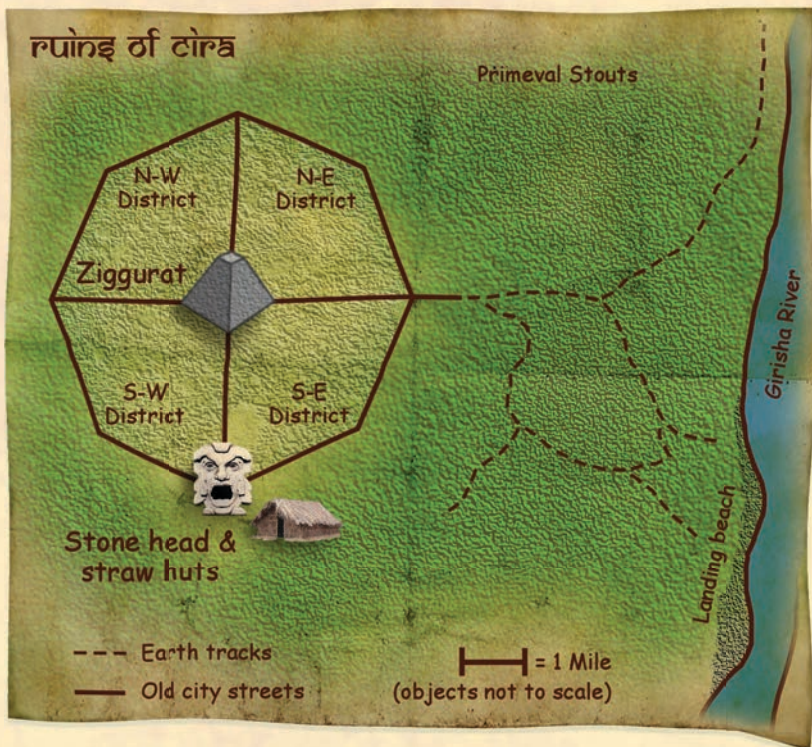 ruins of cira
Primeval Stouts
N-W
District
N-E
District
Ziggurat
Girisha River
S-W
District
S-E
District
Stone head &
straw huts
Landing beach
Earth tracks
Old city streets
= 1 Mile
(objects not to scale)